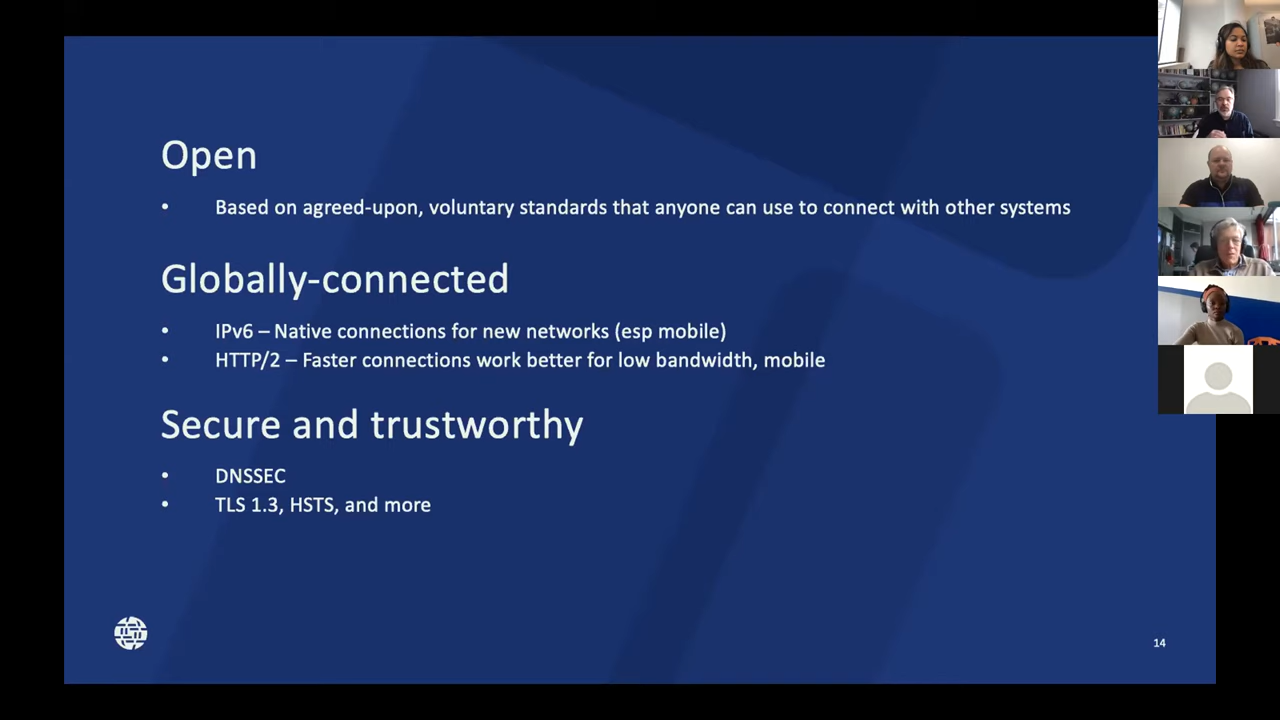 Open
• Based on agreed-upon, voluntary standards that anyone can use to connect with other systems
Globally-connected
• IPv6 – Native connections for new networks (esp mobile)
• HTTP/2 – Faster connections work better for low bandwidth, mobile
Secure and trustworthy
• DNSSEC
• TLS 1.3, HSTS, and more
14